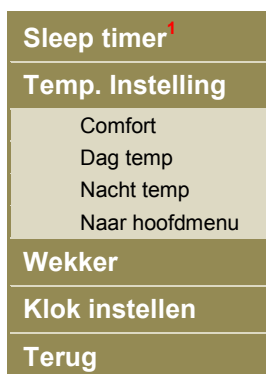 Sleep timer1
Temp. Instelling
Comfort
Dag temp
Nacht temp
Naar hoofdmenu
Wekker
Klok instellen
Terug